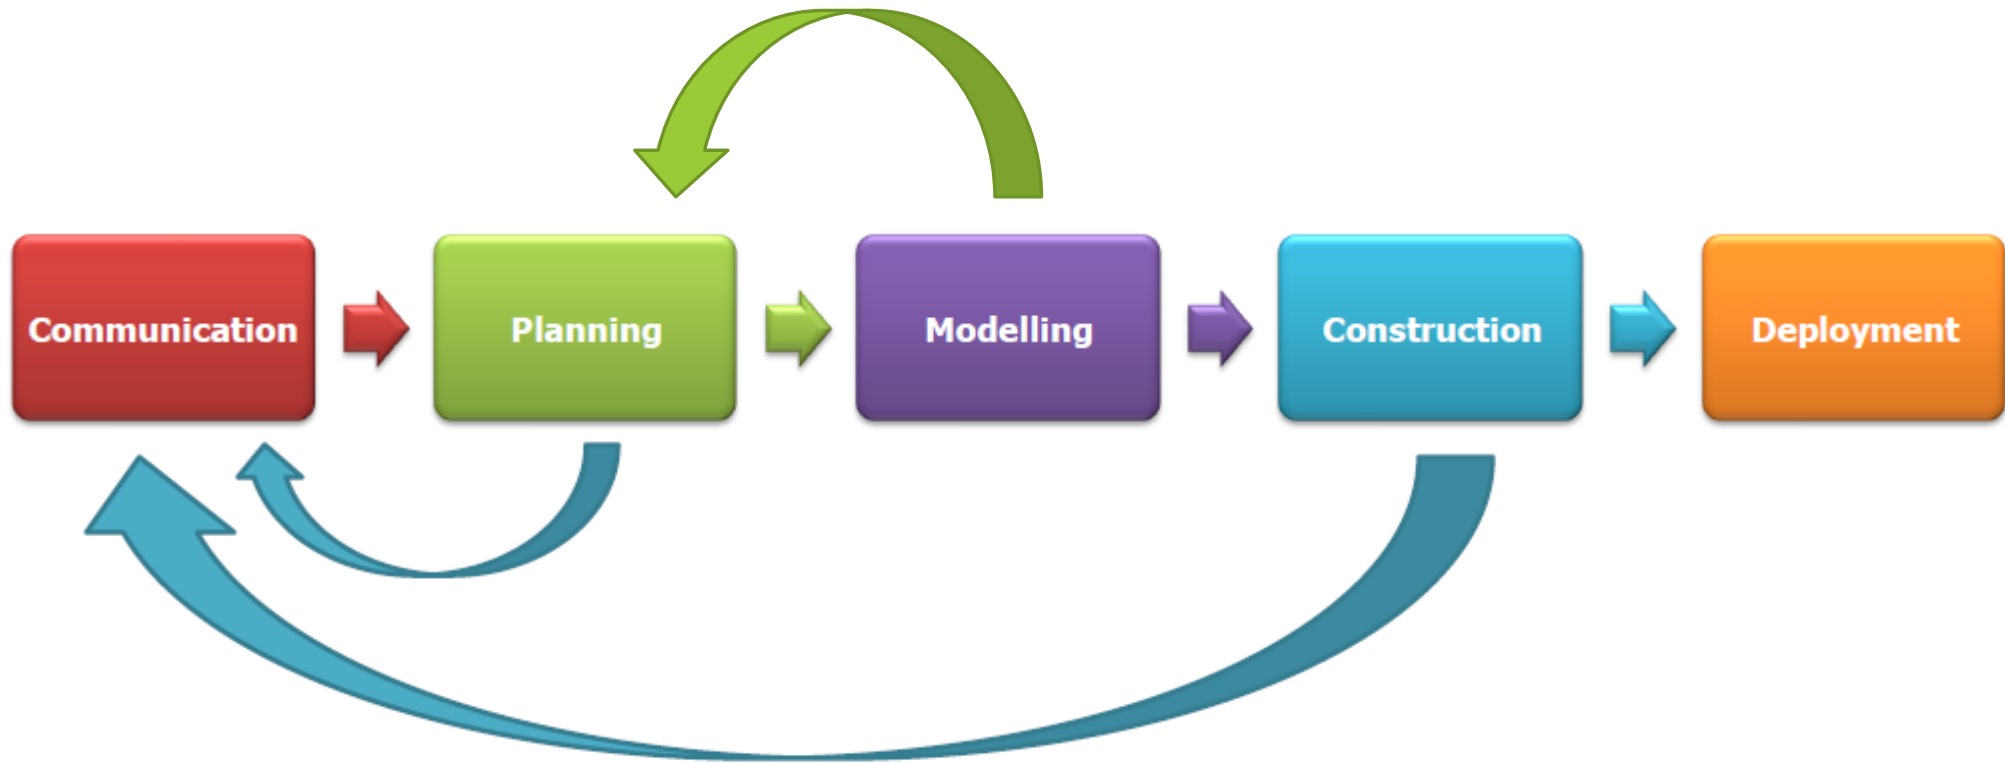 Communication
Planning
Modelling
Construction
Deployment